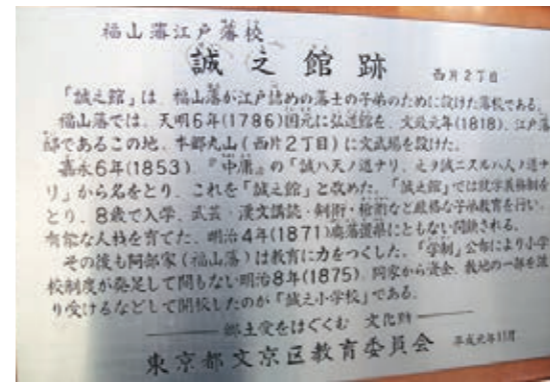 福山藩江戸藩校
誠之館跡
西片2丁目
「誠之館」は、福山藩が江戸詰めの藩士の子弟のために設けた藩校である。
福山藩では、天明6年(1786)国元に弘道館を、文政元年(1818)、江戸藩
邸であるこの地、本郷丸山(西片2丁目)に文武場を設けた。
嘉永6年(1853)、『中庸』の「誠ハ天ノ道ナリ、之ヲ誠ニスルハ人ノ道ナ
リ」から名をとり、これを「誠之館」と改めた。「誠之館」では就学義務制を
とり、8歳で入学、武芸・漢文講読・剣術・槍術など厳格な子弟教育を行い、
有能な人材を育てた。明治4年(1871)廃藩置県にともない閉鎖される。
その後も阿部家(福山藩)は教育に力をつくした。「学制」公布により小学
校制度が発足して間もない明治8年(1875)、同家から資金、敷地の一部を譲
り受けるなどして開校したのが「誠之小学校」である。
郷土愛をはぐくむ 文化財
東京都文京区教育委員会 平成元年11月